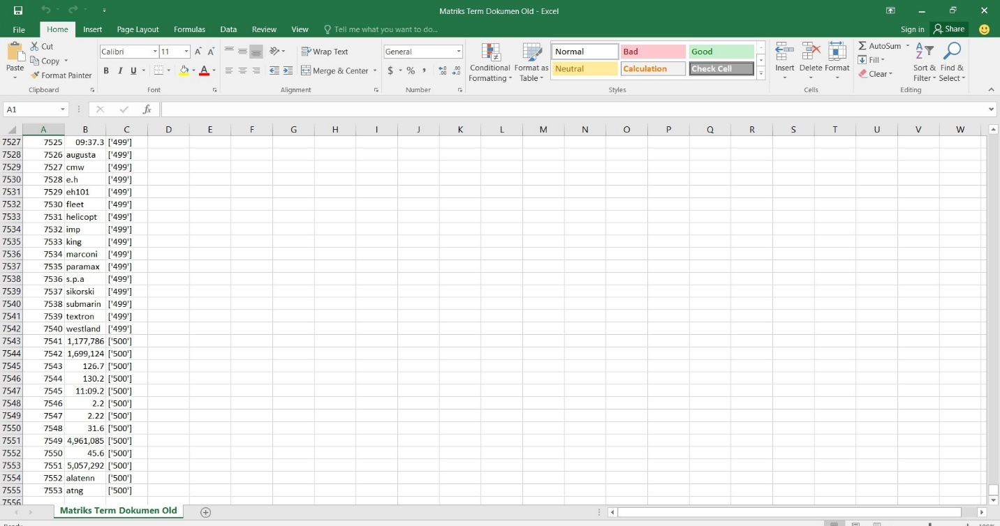 Matriks Term Dokumen Old - Excel
File Home Insert Page Layout Formulas Data Review View Tell me what you want to do... Sign in Share
Paste Cut Copy Format Painter Clipboard
Calibri 11 A A B I U A Font
Wrap Text Merge & Center Alignment
General $ % , Number
Conditional Formatting Format as Table
Normal Bad Good
Neutral Calculation Check Cell
Styles
Insert Delete Format Cells
AutoSum Fill Clear Sort & Filter Find & Select Editing
A1 fx
A B C D E F G H I J K L M N O P Q R S T U V W
7527 7525 09:37.3 ['499']
7528 7526 augusta ['499']
7529 7527 cmw ['499']
7530 7528 e.h ['499']
7531 7529 eh101 ['499']
7532 7530 fleet ['499']
7533 7531 helicopt ['499']
7534 7532 imp ['499']
7535 7533 king ['499']
7536 7534 marconi ['499']
7537 7535 paramax ['499']
7538 7536 s.p.a ['499']
7539 7537 sikorski ['499']
7540 7538 submarin ['499']
7541 7539 textron ['499']
7542 7540 westland ['499']
7543 7541 1,177,786 ['500']
7544 7542 1,699,124 ['500']
7545 7543 126.7 ['500']
7546 7544 130.2 ['500']
7547 7545 11:09.2 ['500']
7548 7546 2.2 ['500']
7549 7547 2.22 ['500']
7550 7548 31.6 ['500']
7551 7549 4,961,085 ['500']
7552 7550 45.6 ['500']
7553 7551 5,057,292 ['500']
7554 7552 alatenn ['500']
7555 7553 atng ['500']
7556
Matriks Term Dokumen Old